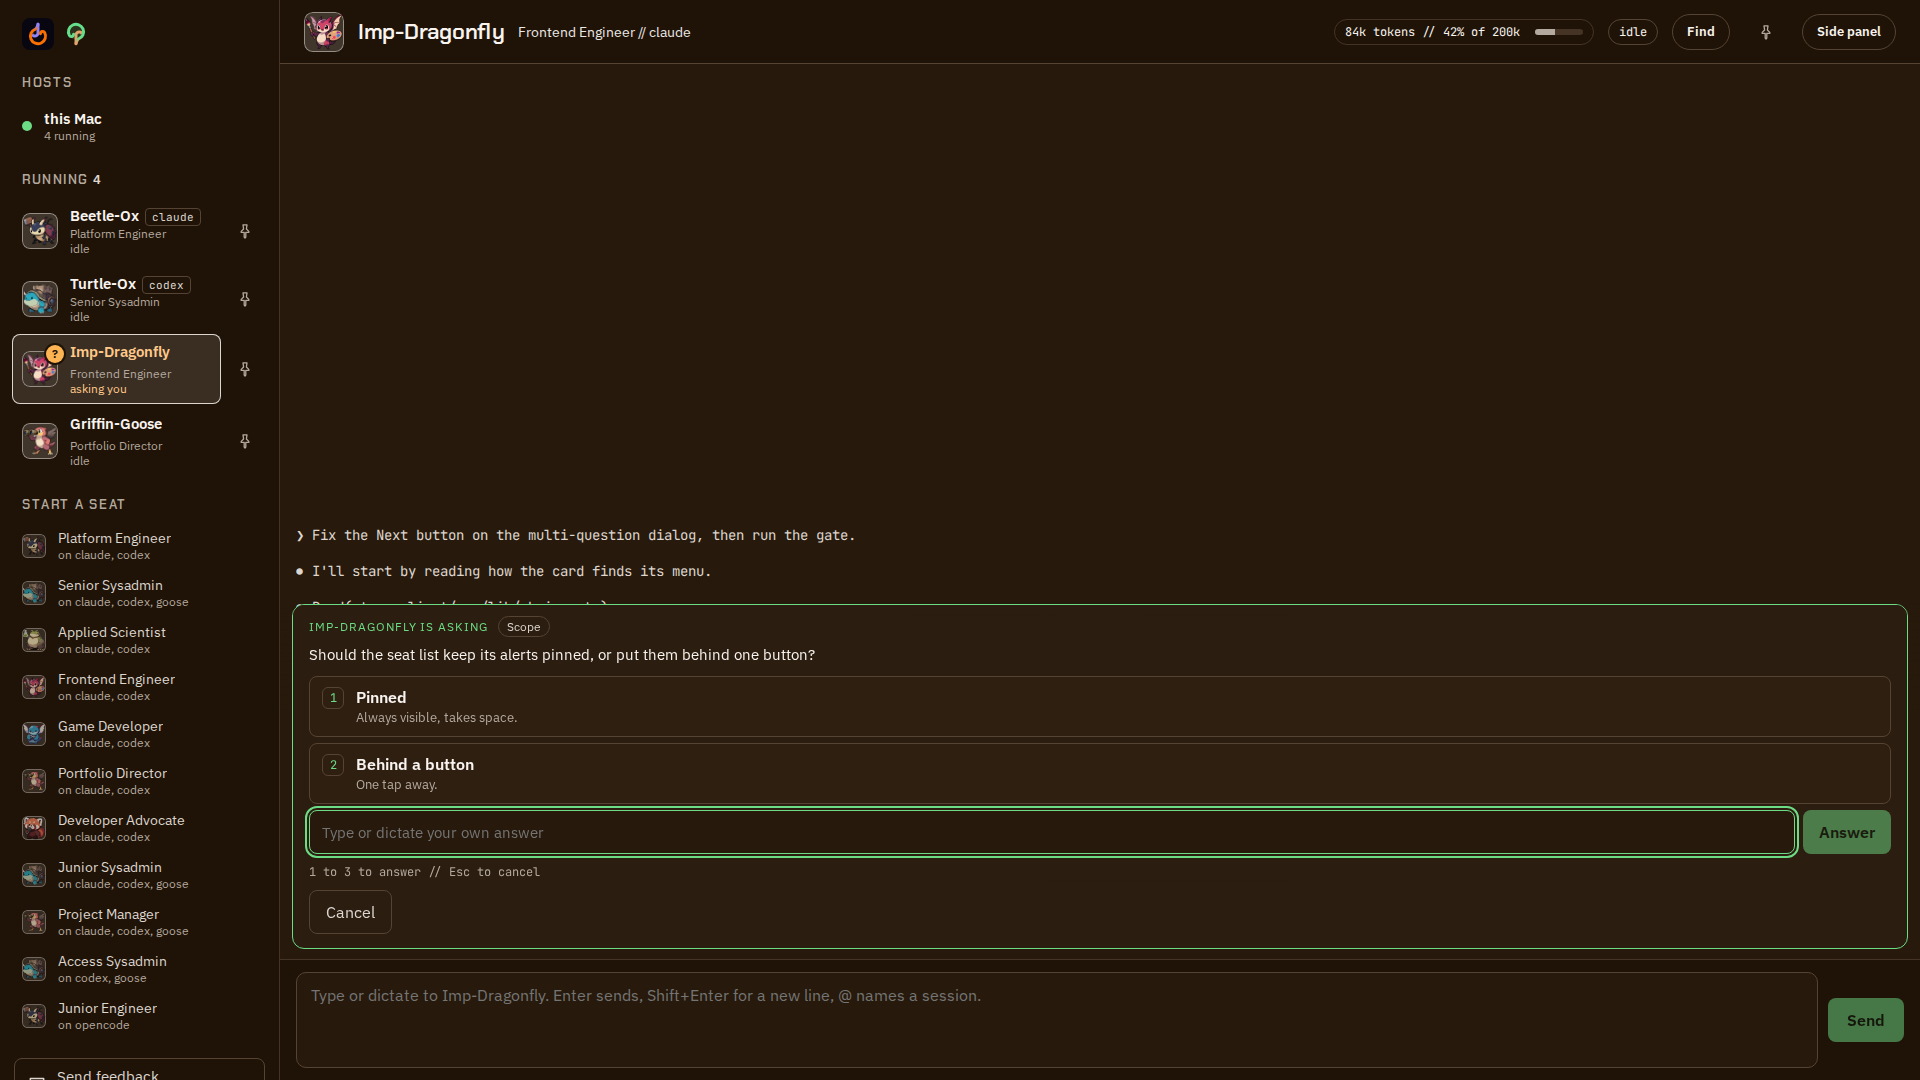 HOSTS
this Mac
4 running
RUNNING 4
Beetle-Ox claude
Platform Engineer
idle
Turtle-Ox codex
Senior Sysadmin
idle
?
Imp-Dragonfly
Frontend Engineer
asking you
Griffin-Goose
Portfolio Director
idle
START A SEAT
Platform Engineer
on claude, codex
Senior Sysadmin
on claude, codex, goose
Applied Scientist
on claude, codex
Frontend Engineer
on claude, codex
Game Developer
on claude, codex
Portfolio Director
on claude, codex
Developer Advocate
on claude, codex
Junior Sysadmin
on claude, codex, goose
Project Manager
on claude, codex, goose
Access Sysadmin
on codex, goose
Junior Engineer
on opencode
Send feedback
Imp-Dragonfly Frontend Engineer // claude
84k tokens // 42% of 200k
idle
Find
Side panel
❯ Fix the Next button on the multi-question dialog, then run the gate.
● I'll start by reading how the card finds its menu.
IMP-DRAGONFLY IS ASKING Scope
Should the seat list keep its alerts pinned, or put them behind one button?
1 Pinned
Always visible, takes space.
2 Behind a button
One tap away.
Type or dictate your own answer
Answer
1 to 3 to answer // Esc to cancel
Cancel
Type or dictate to Imp-Dragonfly. Enter sends, Shift+Enter for a new line, @ names a session.
Send